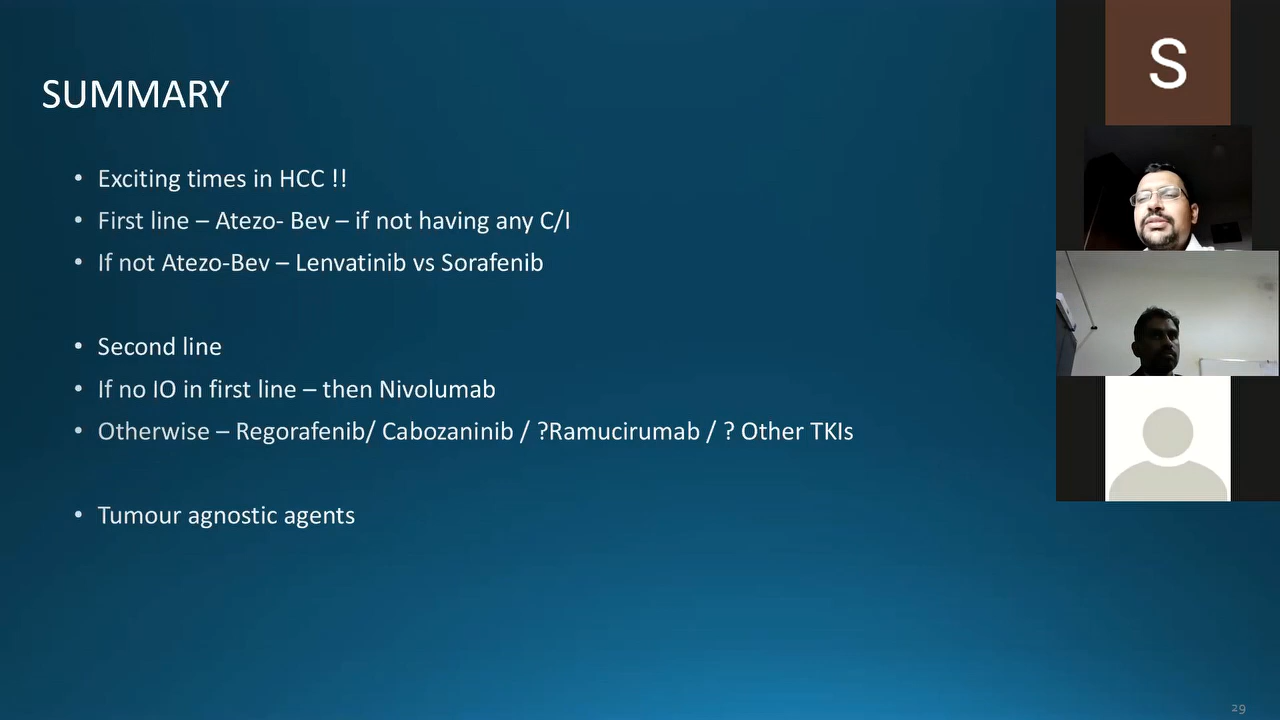 SUMMARY
• Exciting times in HCC !!
• First line – Atezo- Bev – if not having any C/I
• If not Atezo-Bev – Lenvatinib vs Sorafenib
• Second line
• If no IO in first line – then Nivolumab
• Otherwise – Regorafenib/ Cabozaninib / ?Ramucirumab / ? Other TKIs
• Tumour agnostic agents
S
29